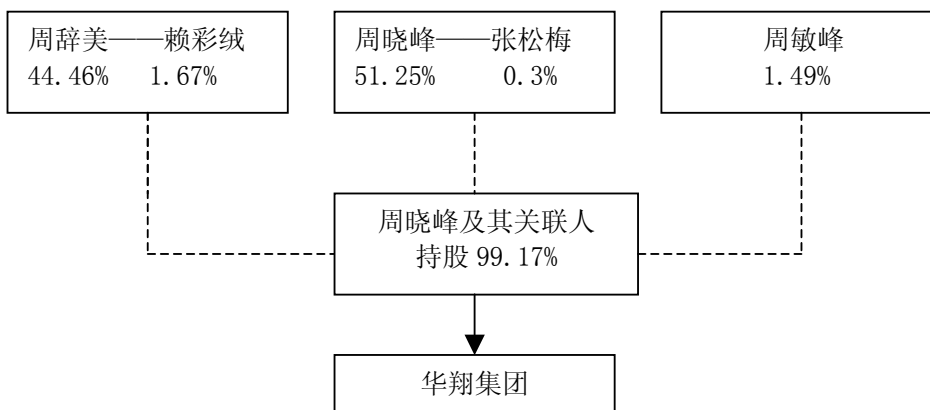 周辞美——赖彩绒
44.46% 1.67%
周晓峰——张松梅
51.25% 0.3%
周敏峰
1.49%
周晓峰及其关联人
持股 99.17%
华翔集团